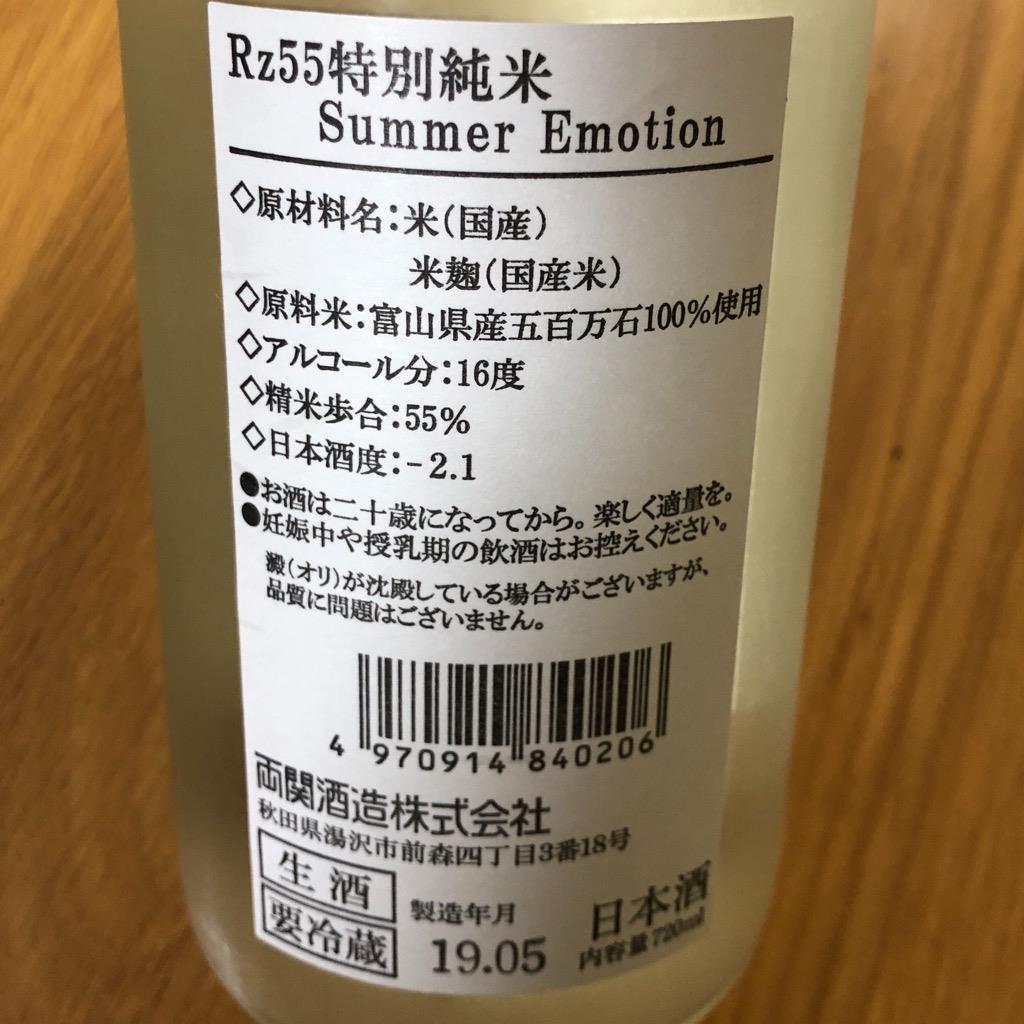 Rz55特別純米
Summer Emotion
◇原材料名：米（国産）
米麹（国産米）
◇原料米：富山県産五百万石100％使用
◇アルコール分：16度
◇精米歩合：55％
◇日本酒度：-2.1
●お酒は二十歳になってから。楽しく適量を。
●妊娠中や授乳期の飲酒はお控えください。
澱（オリ）が沈殿している場合がございますが、
品質に問題はございません。
4 970914 840206
両関酒造株式会社
秋田県湯沢市前森四丁目3番18号
生酒
要冷蔵
製造年月
19.05
日本酒
内容量720ml